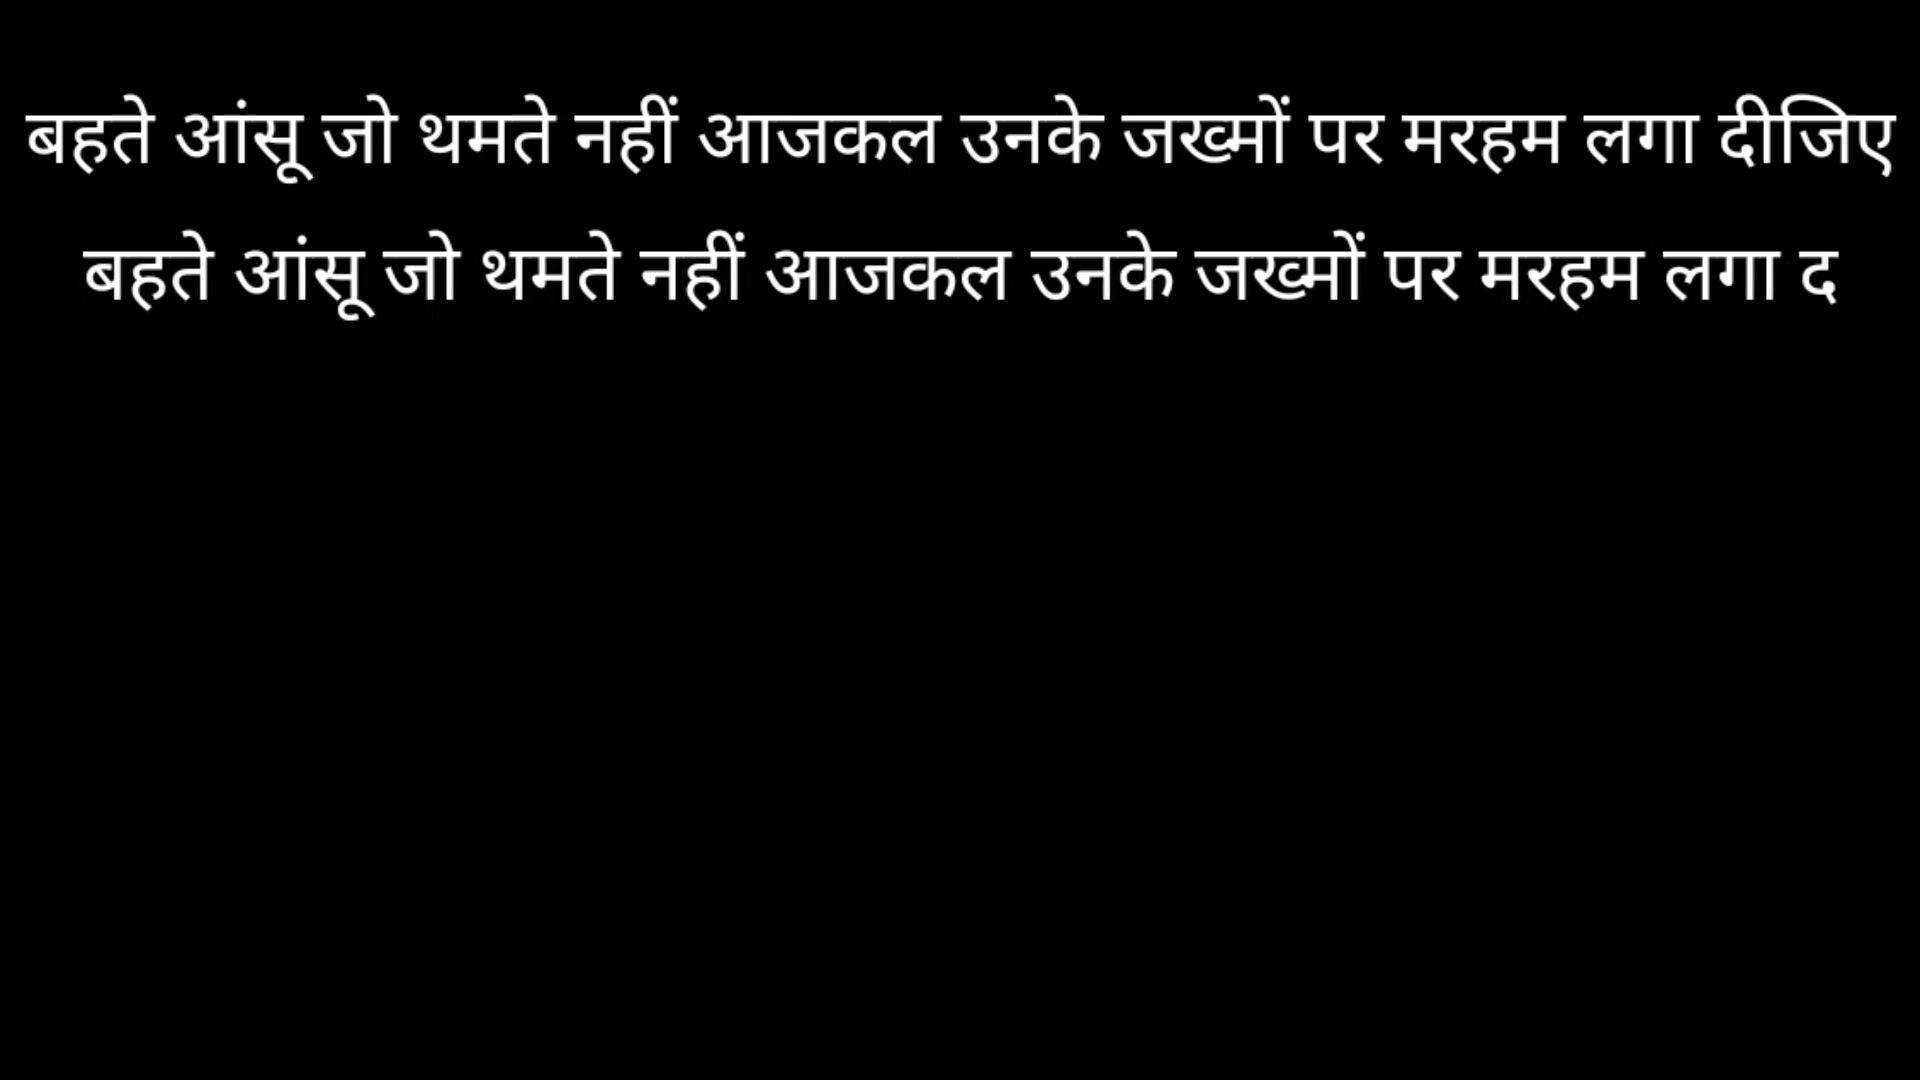 बहते आंसू जो थमते नहीं आजकल उनके जख्मों पर मरहम लगा दीजिए
बहते आंसू जो थमते नहीं आजकल उनके जख्मों पर मरहम लगा द